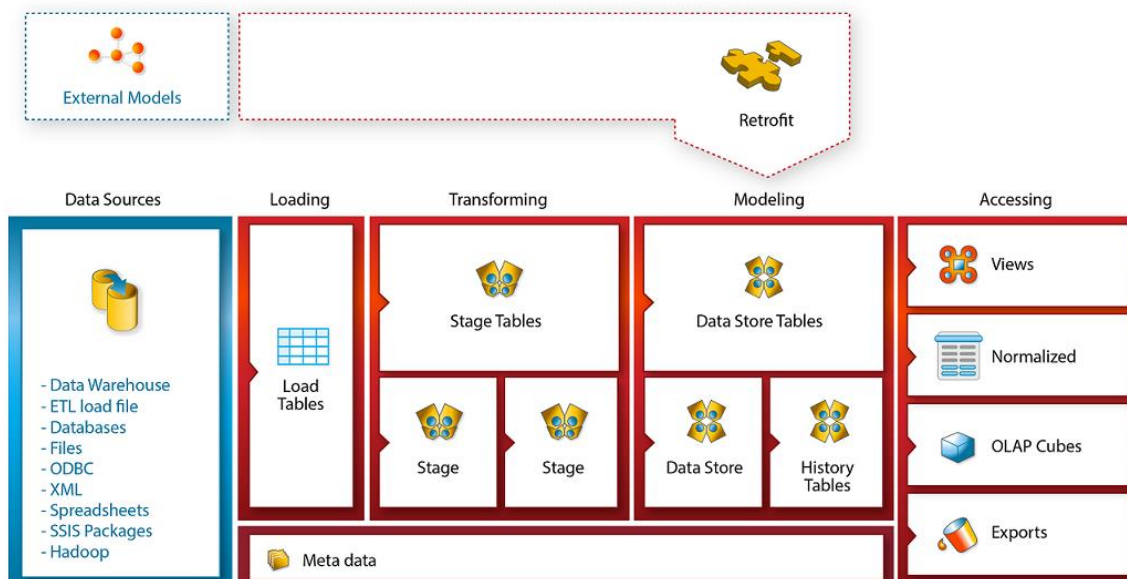 External Models
Retrofit
Data Sources
Loading
Transforming
Modeling
Accessing
- Data Warehouse
- ETL load file
- Databases
- Files
- ODBC
- XML
- Spreadsheets
- SSIS Packages
- Hadoop
Load
Tables
Stage Tables
Stage
Stage
Data Store Tables
Data Store
History
Tables
Views
Normalized
OLAP Cubes
Exports
Meta data